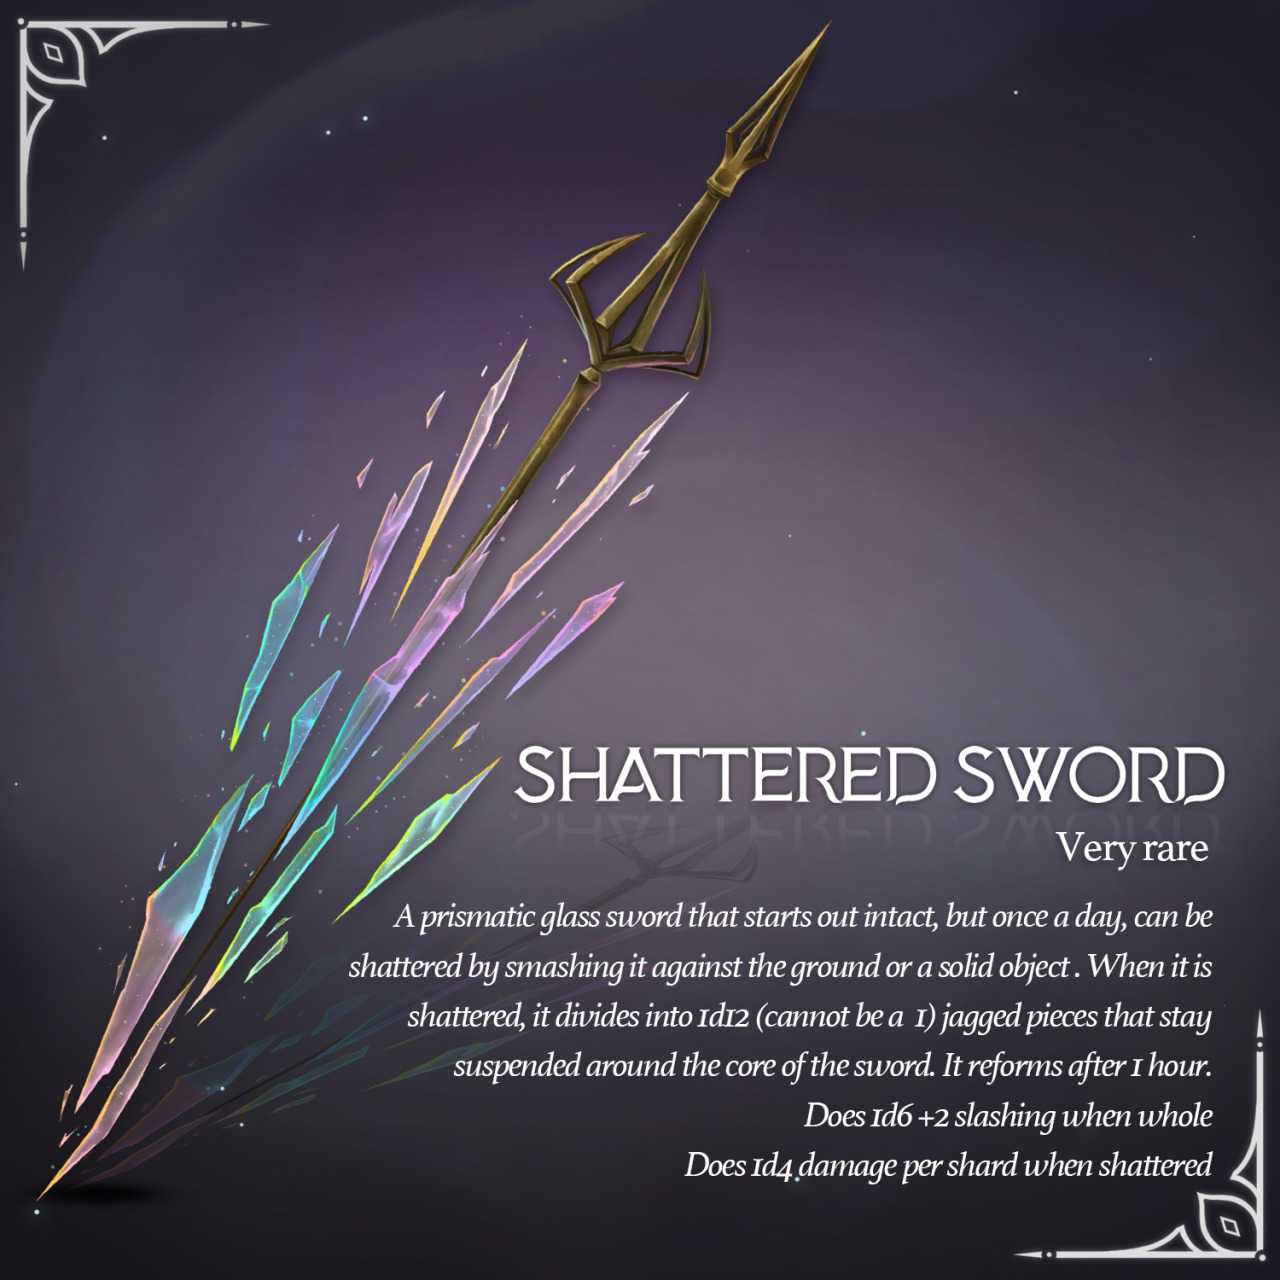 SHATTERED SWORD
Very rare
A prismatic glass sword that starts out intact, but once a day, can be
shattered by smashing it against the ground or a solid object . When it is
shattered, it divides into 1d12 (cannot be a 1) jagged pieces that stay
suspended around the core of the sword. It reforms after 1 hour.
Does 1d6 +2 slashing when whole
Does 1d4 damage per shard when shattered